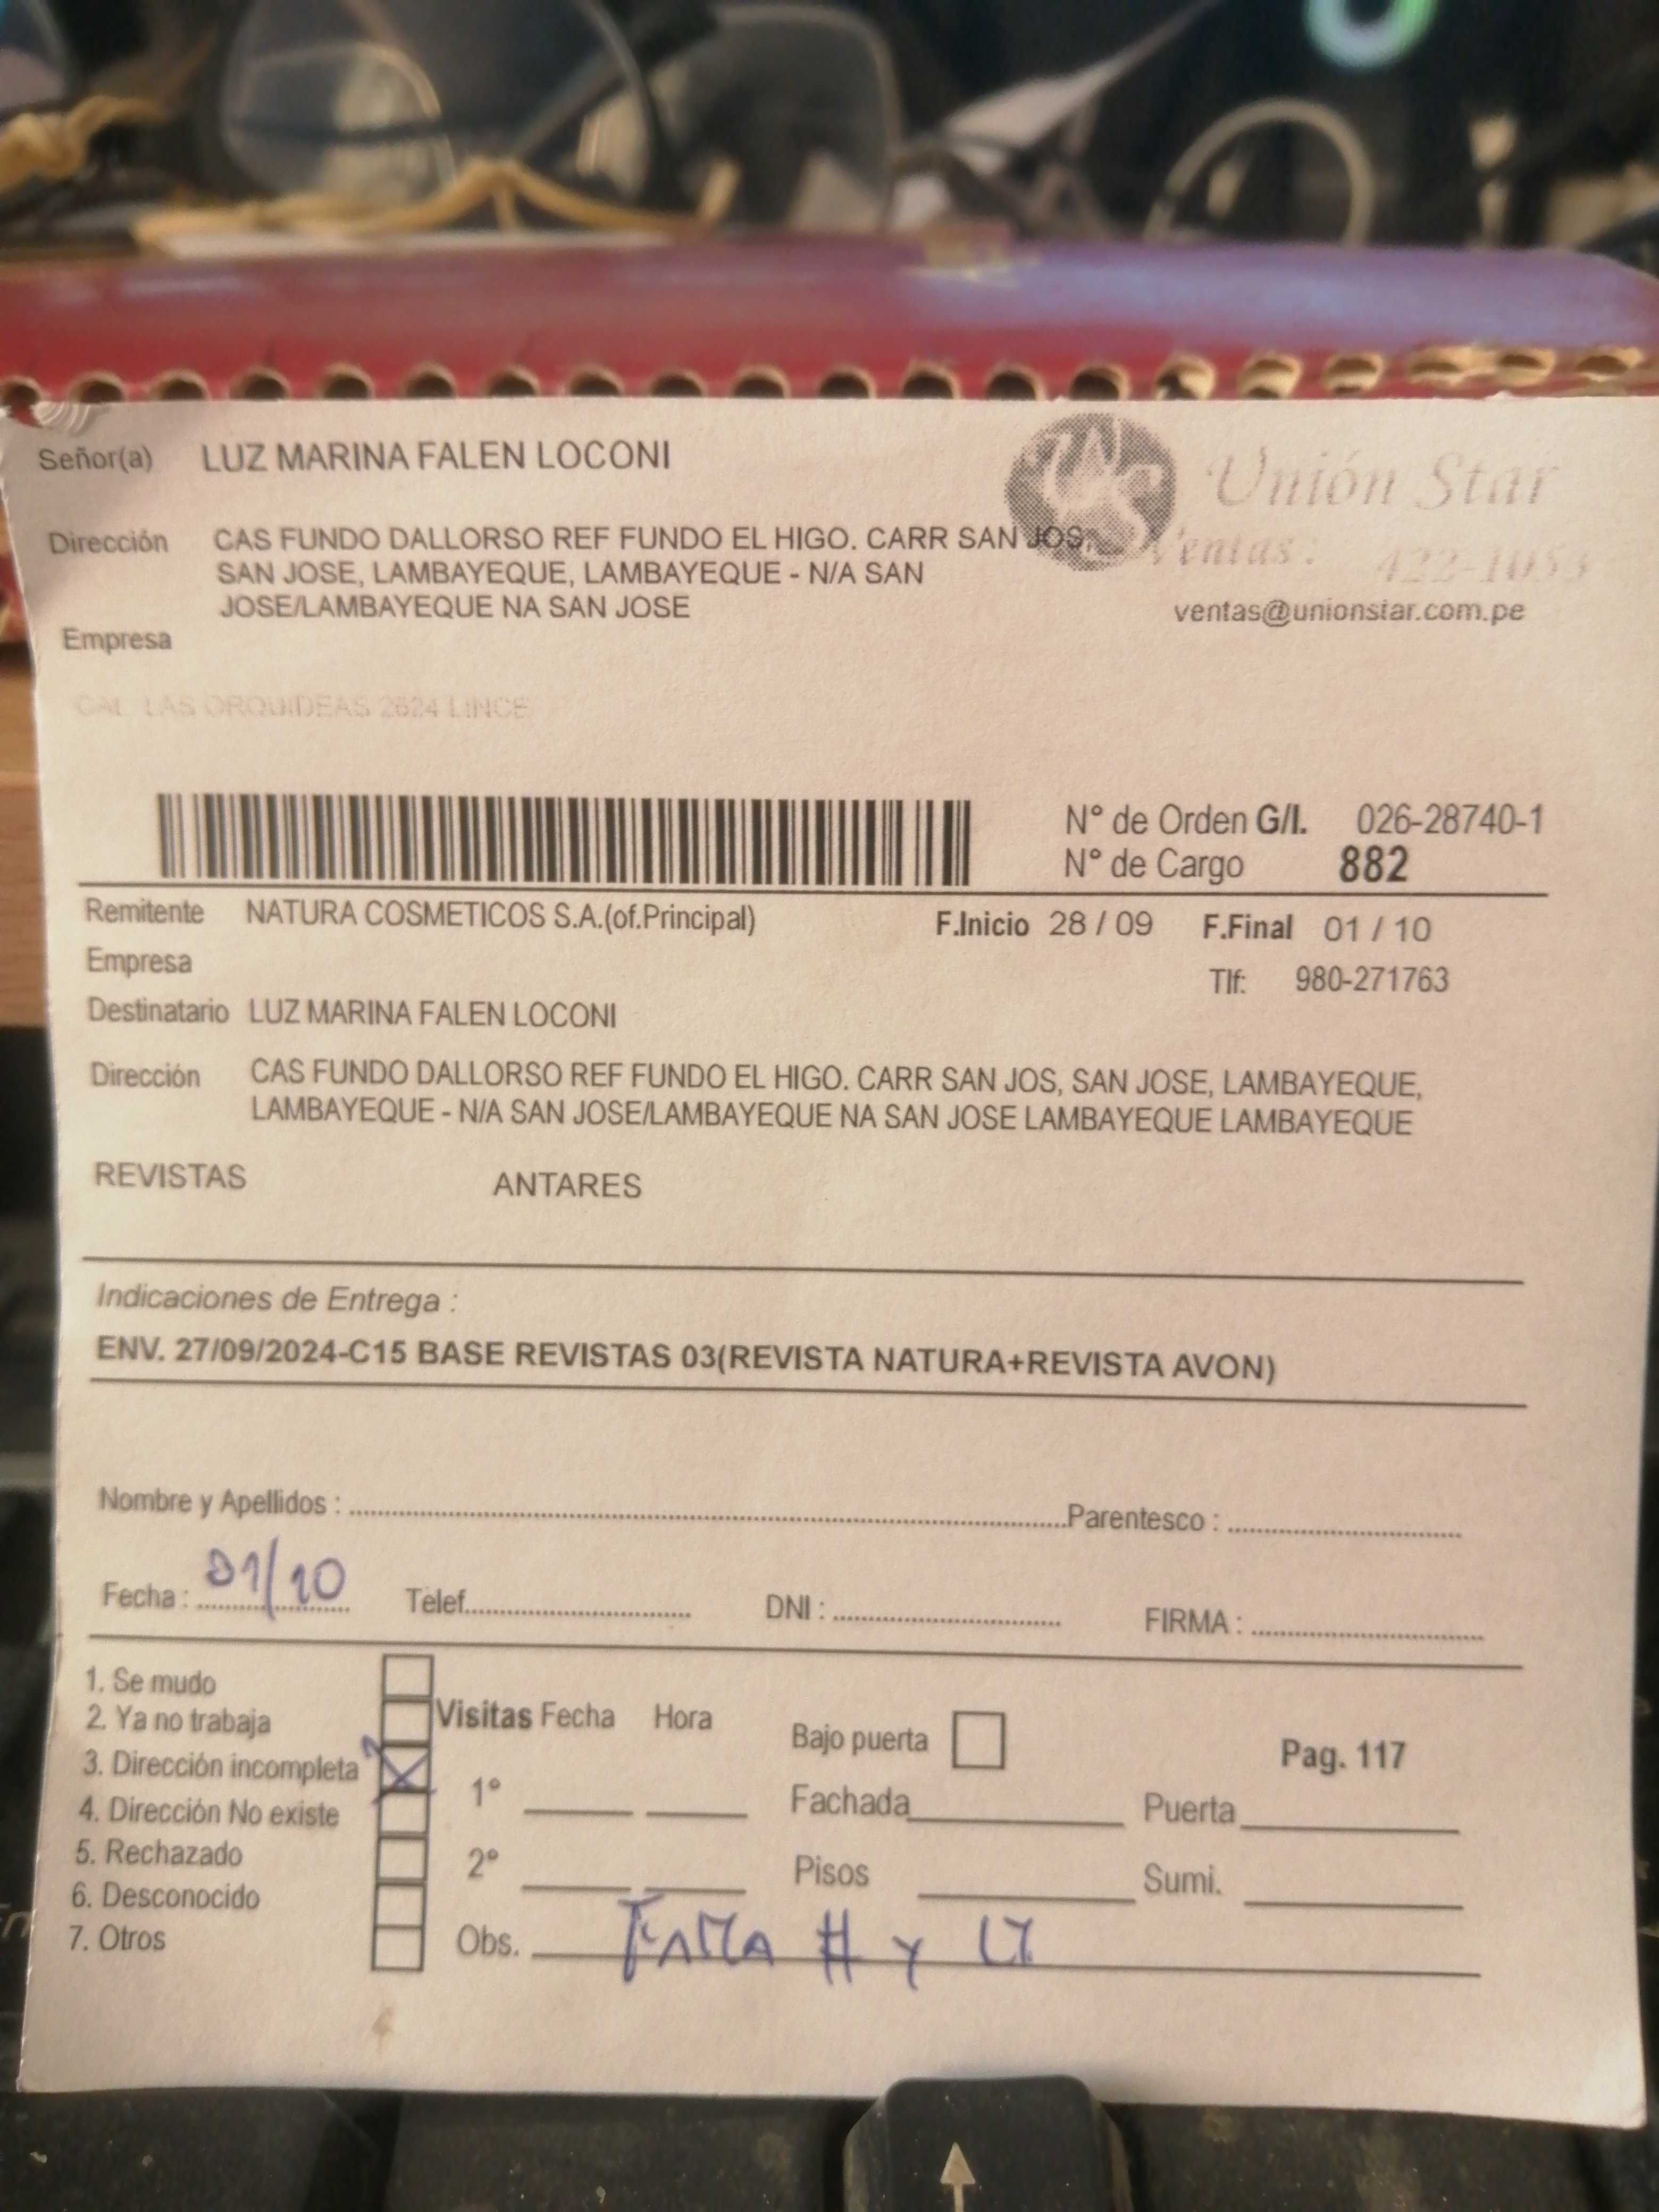 Señor(a) LUZ MARINA FALEN LOCONI
Unión Star
Dirección CAS FUNDO DALLORSO REF FUNDO EL HIGO. CARR SAN JOS,
SAN JOSE, LAMBAYEQUE, LAMBAYEQUE - N/A SAN
JOSE/LAMBAYEQUE NA SAN JOSE
Ventas: 422-1053
ventas@unionstar.com.pe
Empresa
CAL LAS ORQUIDEAS 2624 LINCE
N° de Orden G/I. 026-28740-1
N° de Cargo 882
Remitente NATURA COSMETICOS S.A.(of.Principal) F.Inicio 28 / 09 F.Final 01 / 10
Empresa
Tlf: 980-271763
Destinatario LUZ MARINA FALEN LOCONI
Dirección CAS FUNDO DALLORSO REF FUNDO EL HIGO. CARR SAN JOS, SAN JOSE, LAMBAYEQUE,
LAMBAYEQUE - N/A SAN JOSE/LAMBAYEQUE NA SAN JOSE LAMBAYEQUE LAMBAYEQUE
REVISTAS ANTARES
Indicaciones de Entrega :
ENV. 27/09/2024-C15 BASE REVISTAS 03(REVISTA NATURA+REVISTA AVON)
Nombre y Apellidos : Parentesco :
Fecha : 01/10 Telef. DNI : FIRMA :
1. Se mudo
2. Ya no trabaja
3. Dirección incompleta X
4. Dirección No existe
5. Rechazado
6. Desconocido
7. Otros
Visitas Fecha Hora
1°
2°
Bajo puerta
Fachada
Pisos
Pag. 117
Puerta
Sumi.
Obs. FALTA # y LT